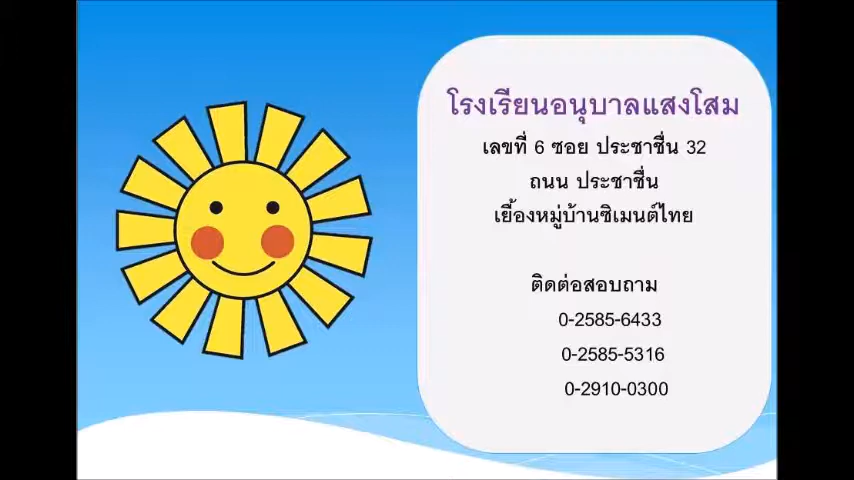 โรงเรียนอนุบาลแสงโสม
เลขที่ 6 ซอย ประชาชื่น 32
ถนน ประชาชื่น
เยื้องหมู่บ้านซิเมนต์ไทย
ติดต่อสอบถาม
0-2585-6433
0-2585-5316
0-2910-0300